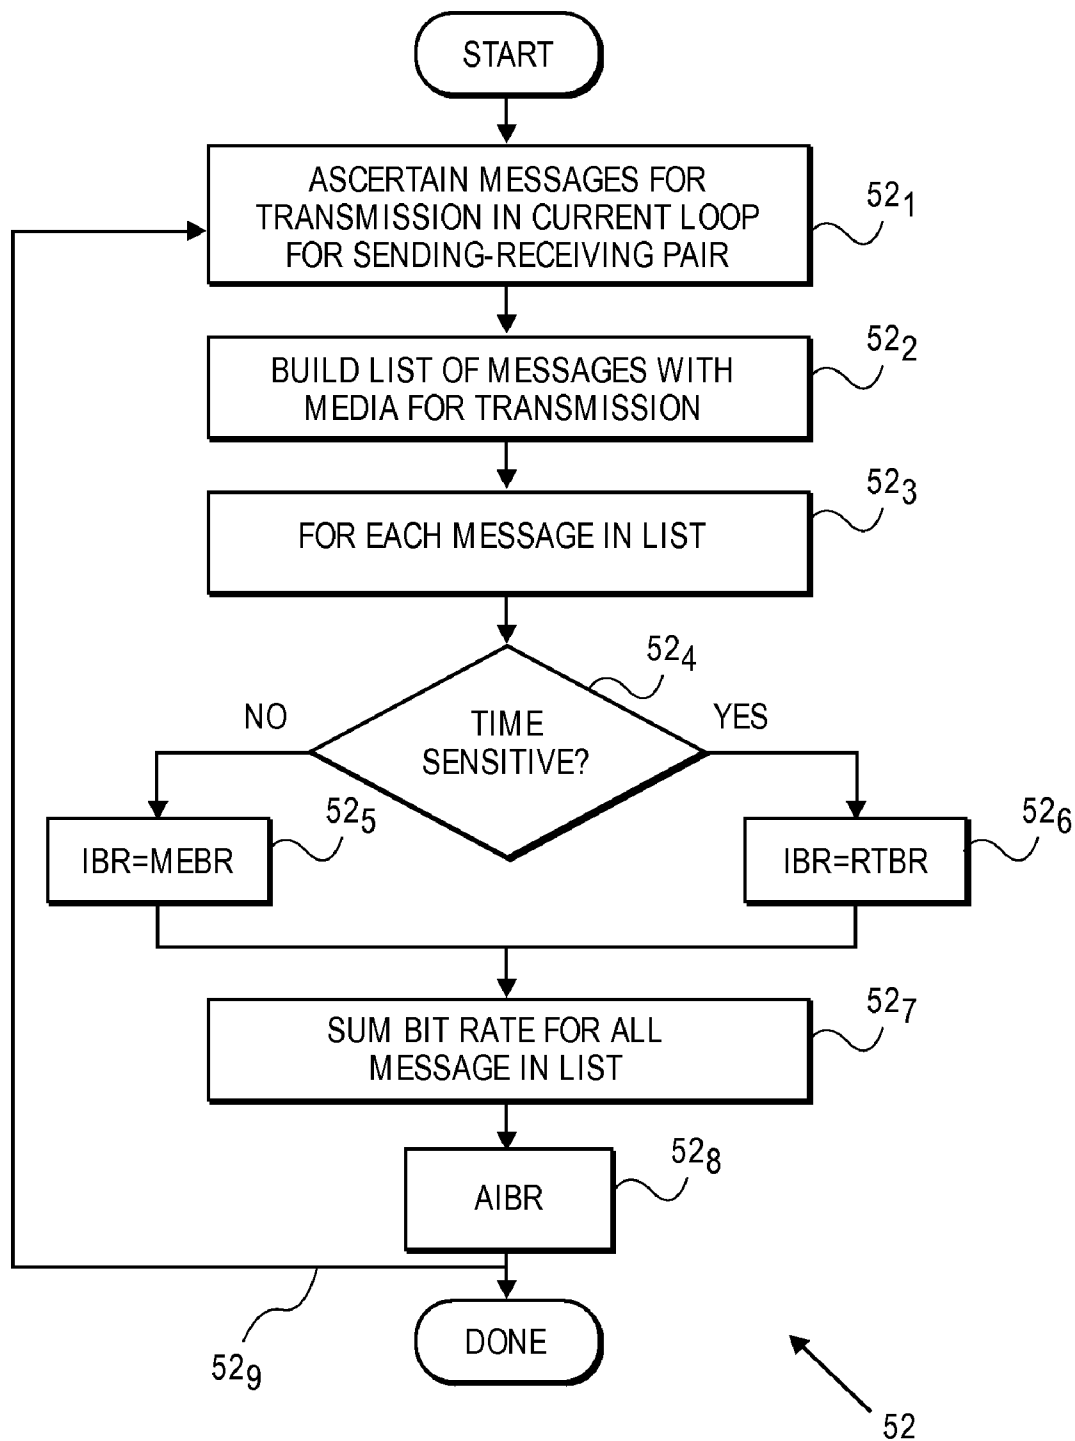 START
ASCERTAIN MESSAGES FOR
TRANSMISSION IN CURRENT LOOP
FOR SENDING-RECEIVING PAIR
52₁
BUILD LIST OF MESSAGES WITH
MEDIA FOR TRANSMISSION
52₂
FOR EACH MESSAGE IN LIST
52₃
TIME
SENSITIVE?
52₄
NO
YES
IBR=MEBR
52₅
IBR=RTBR
52₆
SUM BIT RATE FOR ALL
MESSAGE IN LIST
52₇
AIBR
52₈
52₉
DONE
52